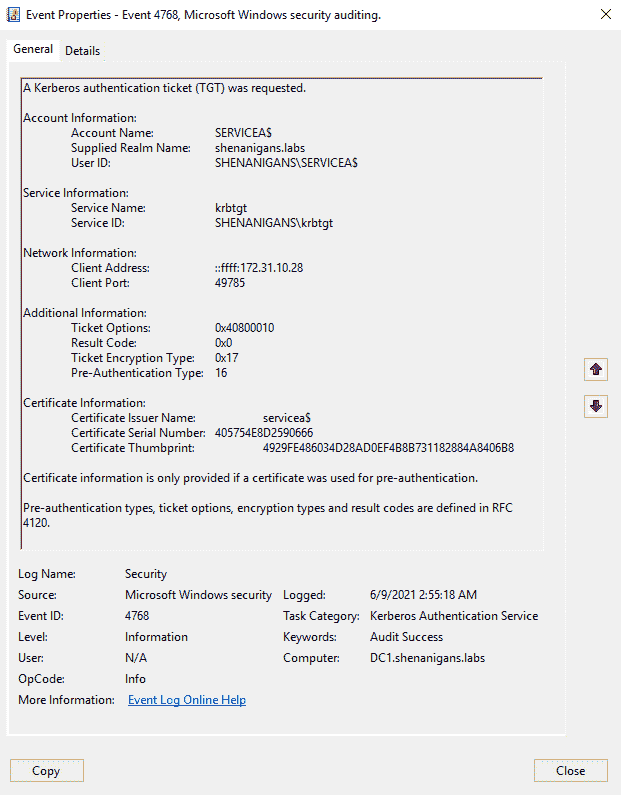 Event Properties - Event 4768, Microsoft Windows security auditing.
General Details
A Kerberos authentication ticket (TGT) was requested.
Account Information:
Account Name: SERVICEA$
Supplied Realm Name: shenanigans.labs
User ID: SHENANIGANS\SERVICEA$
Service Information:
Service Name: krbtgt
Service ID: SHENANIGANS\krbtgt
Network Information:
Client Address: ::ffff:172.31.10.28
Client Port: 49785
Additional Information:
Ticket Options: 0x40800010
Result Code: 0x0
Ticket Encryption Type: 0x17
Pre-Authentication Type: 16
Certificate Information:
Certificate Issuer Name: servicea$
Certificate Serial Number: 405754E8D2590666
Certificate Thumbprint: 4929FE486034D28AD0EF4B8B731182884A8406B8
Certificate information is only provided if a certificate was used for pre-authentication.
Pre-authentication types, ticket options, encryption types and result codes are defined in RFC
4120.
Log Name: Security
Source: Microsoft Windows security Logged: 6/9/2021 2:55:18 AM
Event ID: 4768 Task Category: Kerberos Authentication Service
Level: Information Keywords: Audit Success
User: N/A Computer: DC1.shenanigans.labs
OpCode: Info
More Information: Event Log Online Help
Copy Close